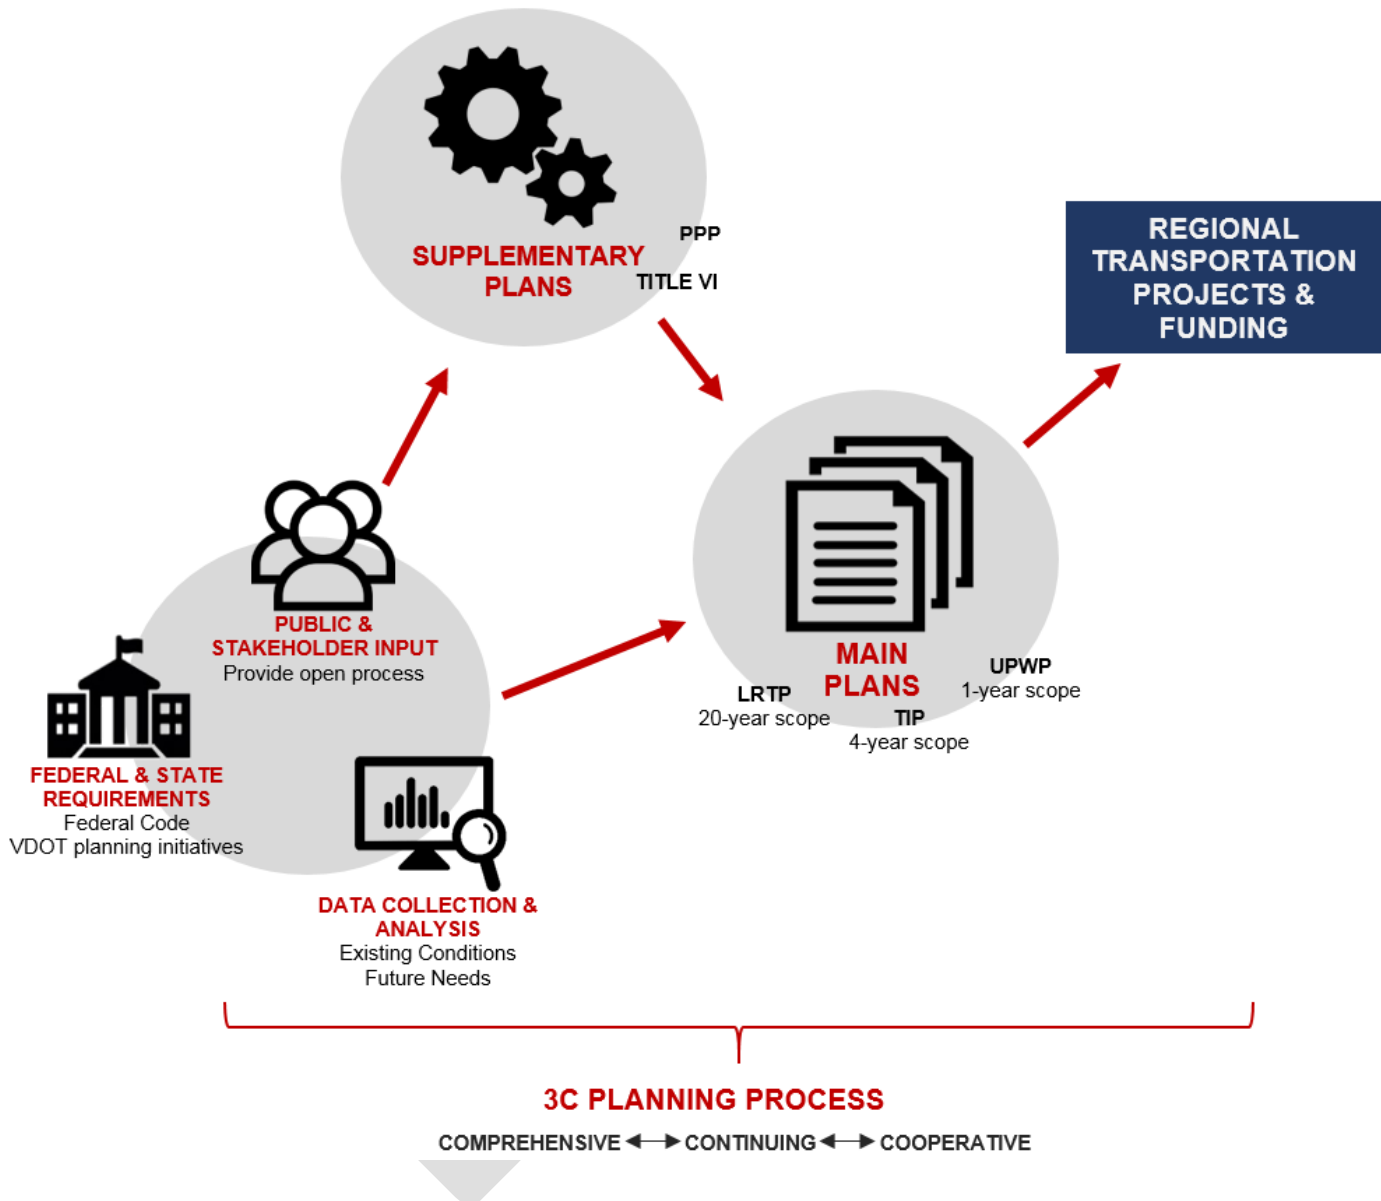 SUPPLEMENTARY
PLANS
PPP
TITLE VI
REGIONAL
TRANSPORTATION
PROJECTS &
FUNDING
PUBLIC &
STAKEHOLDER INPUT
Provide open process
FEDERAL & STATE
REQUIREMENTS
Federal Code
VDOT planning initiatives
DATA COLLECTION &
ANALYSIS
Existing Conditions
Future Needs
MAIN
PLANS
LRTP
20-year scope
TIP
4-year scope
UPWP
1-year scope
3C PLANNING PROCESS
COMPREHENSIVE CONTINUING COOPERATIVE